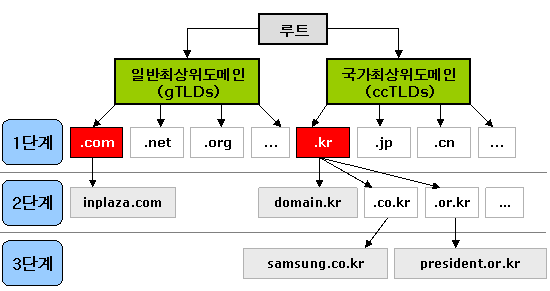 루트
일반최상위도메인
(gTLDs)
국가최상위도메인
(ccTLDs)
1단계
.com
.net
.org
...
.kr
.jp
.cn
...
2단계
inplaza.com
domain.kr
.co.kr
.or.kr
...
3단계
samsung.co.kr
president.or.kr